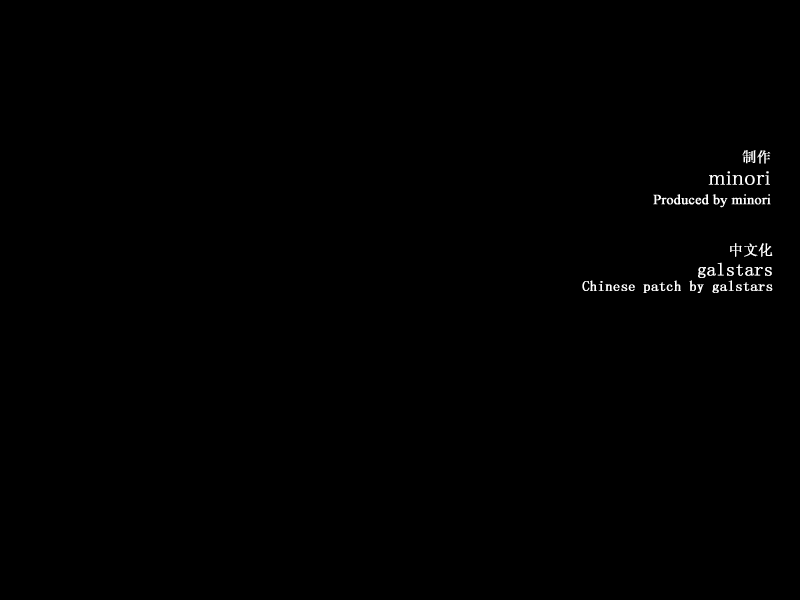 制作
minori
Produced by minori
中文化
galstars
Chinese patch by galstars